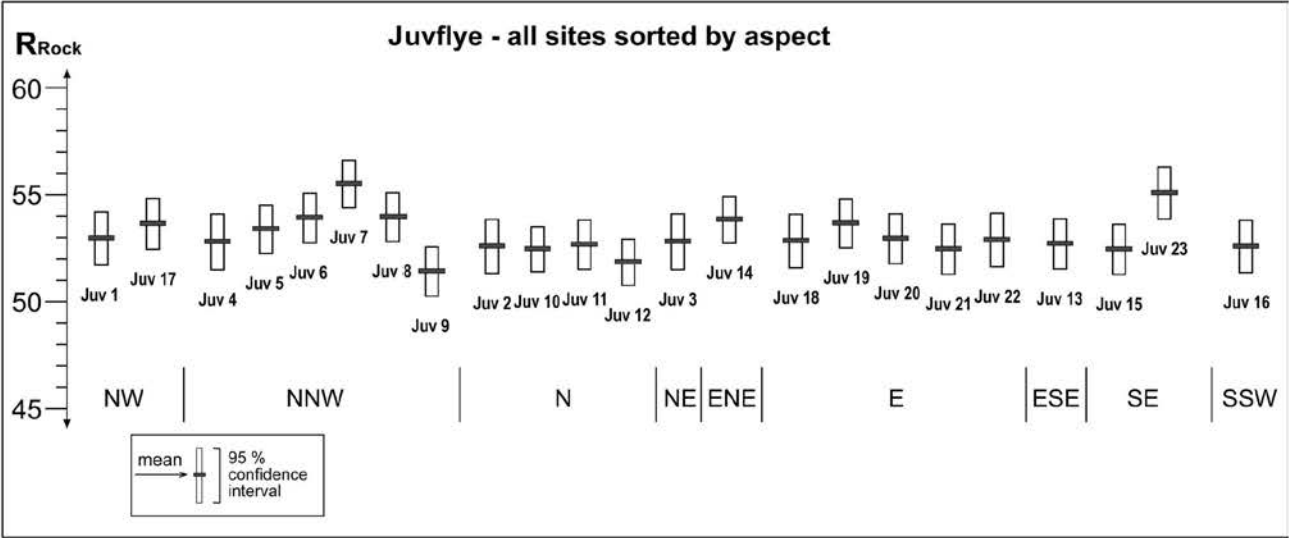 Juvflye - all sites sorted by aspect
RRock
60
55
50
45
Juv 1
Juv 17
Juv 4
Juv 5
Juv 6
Juv 7
Juv 8
Juv 9
Juv 2
Juv 10
Juv 11
Juv 12
Juv 3
Juv 14
Juv 18
Juv 19
Juv 20
Juv 21
Juv 22
Juv 13
Juv 15
Juv 23
Juv 16
NW
NNW
N
NE
ENE
E
ESE
SE
SSW
mean
95 %
confidence
interval